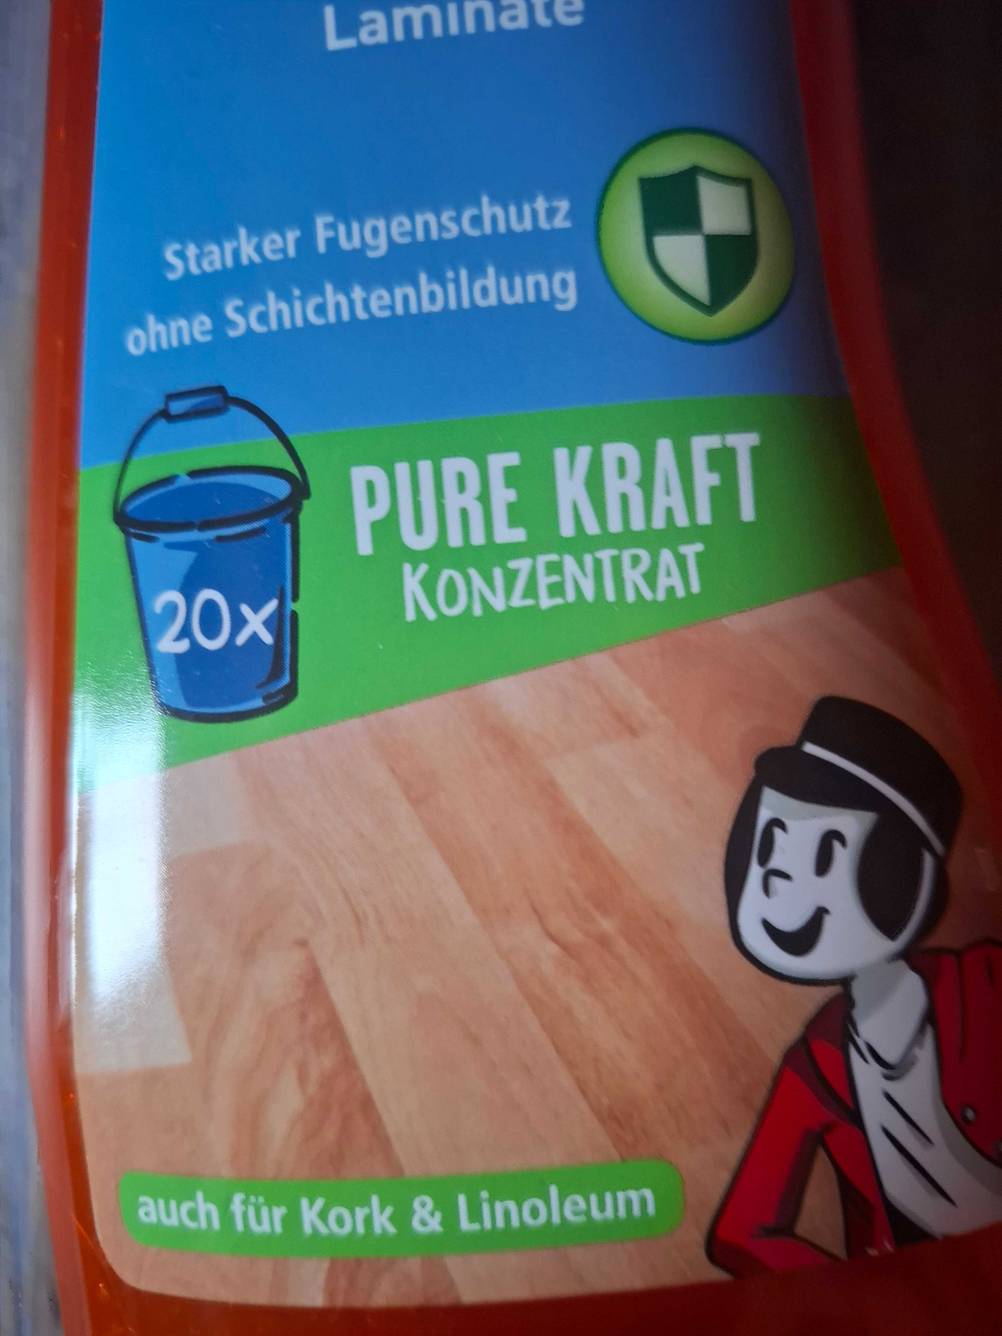 Laminate
Starker Fugenschutz
ohne Schichtenbildung
PURE KRAFT
KONZENTRAT
20x
auch für Kork & Linoleum